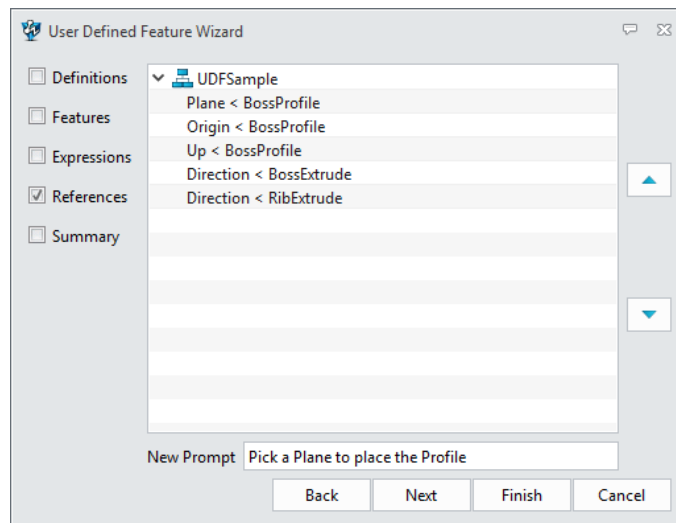 User Defined Feature Wizard
Definitions
Features
Expressions
References
Summary
UDFSample
Plane < BossProfile
Origin < BossProfile
Up < BossProfile
Direction < BossExtrude
Direction < RibExtrude
New Prompt Pick a Plane to place the Profile
Back Next Finish Cancel